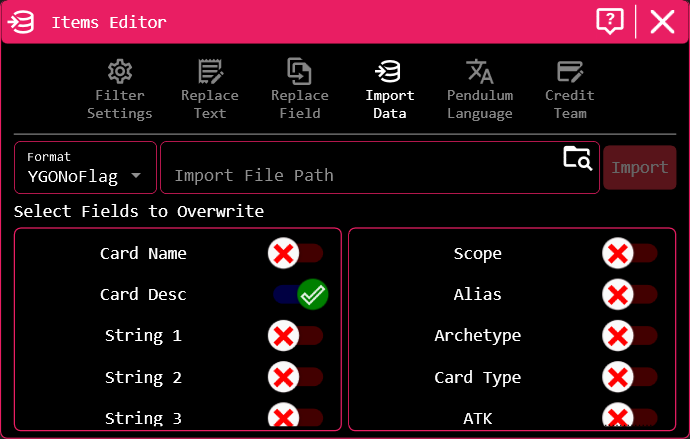 Items Editor
Filter Settings
Replace Text
Replace Field
Import Data
Pendulum Language
Credit Team
Format
YGONoFlag
Import File Path
Import
Select Fields to Overwrite
Card Name
Card Desc
String 1
String 2
String 3
Scope
Alias
Archetype
Card Type
ATK